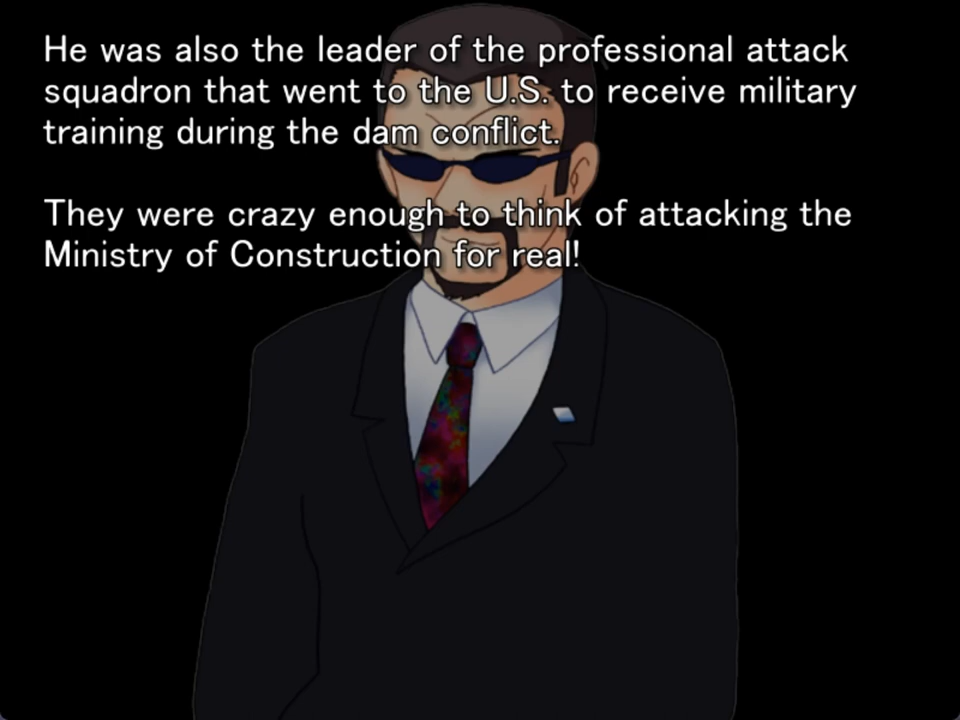 He was also the leader of the professional attack
squadron that went to the U.S. to receive military
training during the dam conflict.
They were crazy enough to think of attacking the
Ministry of Construction for real!